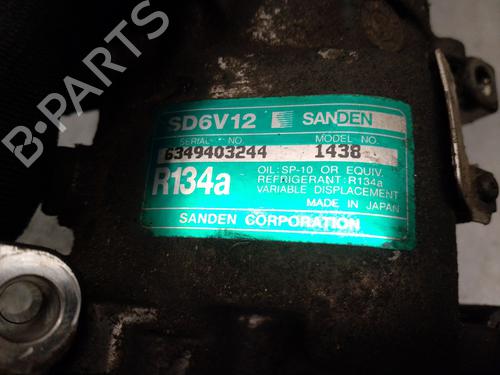 SD6V12 SANDEN
SERIAL NO. MODEL NO.
6349403244 1438
R134a
OIL: SP-10 OR EQUIV.
REFRIGERANT: R134a
VARIABLE DISPLACEMENT
MADE IN JAPAN
SANDEN CORPORATION
B-PARTS